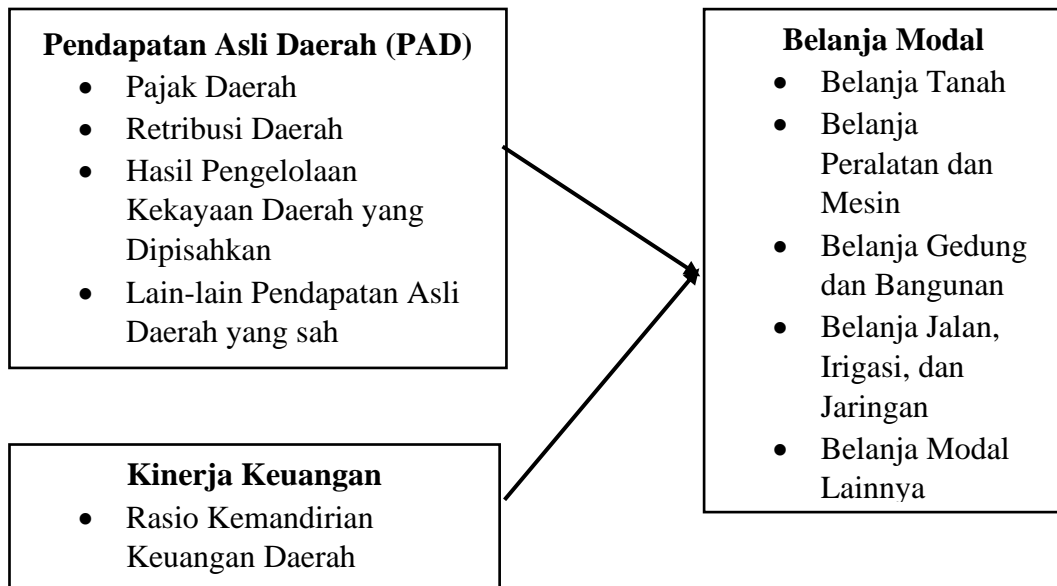 Pendapatan Asli Daerah (PAD)
• Pajak Daerah
• Retribusi Daerah
• Hasil Pengelolaan
Kekayaan Daerah yang
Dipisahkan
• Lain-lain Pendapatan Asli
Daerah yang sah
Kinerja Keuangan
• Rasio Kemandirian
Keuangan Daerah
Belanja Modal
• Belanja Tanah
• Belanja
Peralatan dan
Mesin
• Belanja Gedung
dan Bangunan
• Belanja Jalan,
Irigasi, dan
Jaringan
• Belanja Modal
Lainnya